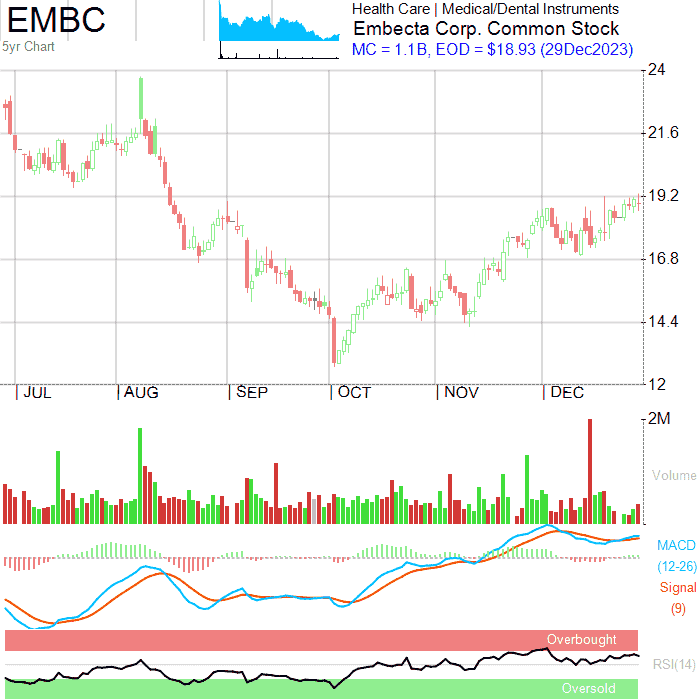 EMBC
5yr Chart
Health Care | Medical/Dental Instruments
Embecta Corp. Common Stock
MC = 1.1B, EOD = $18.93 (29Dec2023)
24
21.6
19.2
16.8
14.4
12
JUL AUG SEP OCT NOV DEC
2M
Volume
MACD
(12-26)
Signal
(9)
Overbought
RSI(14)
Oversold